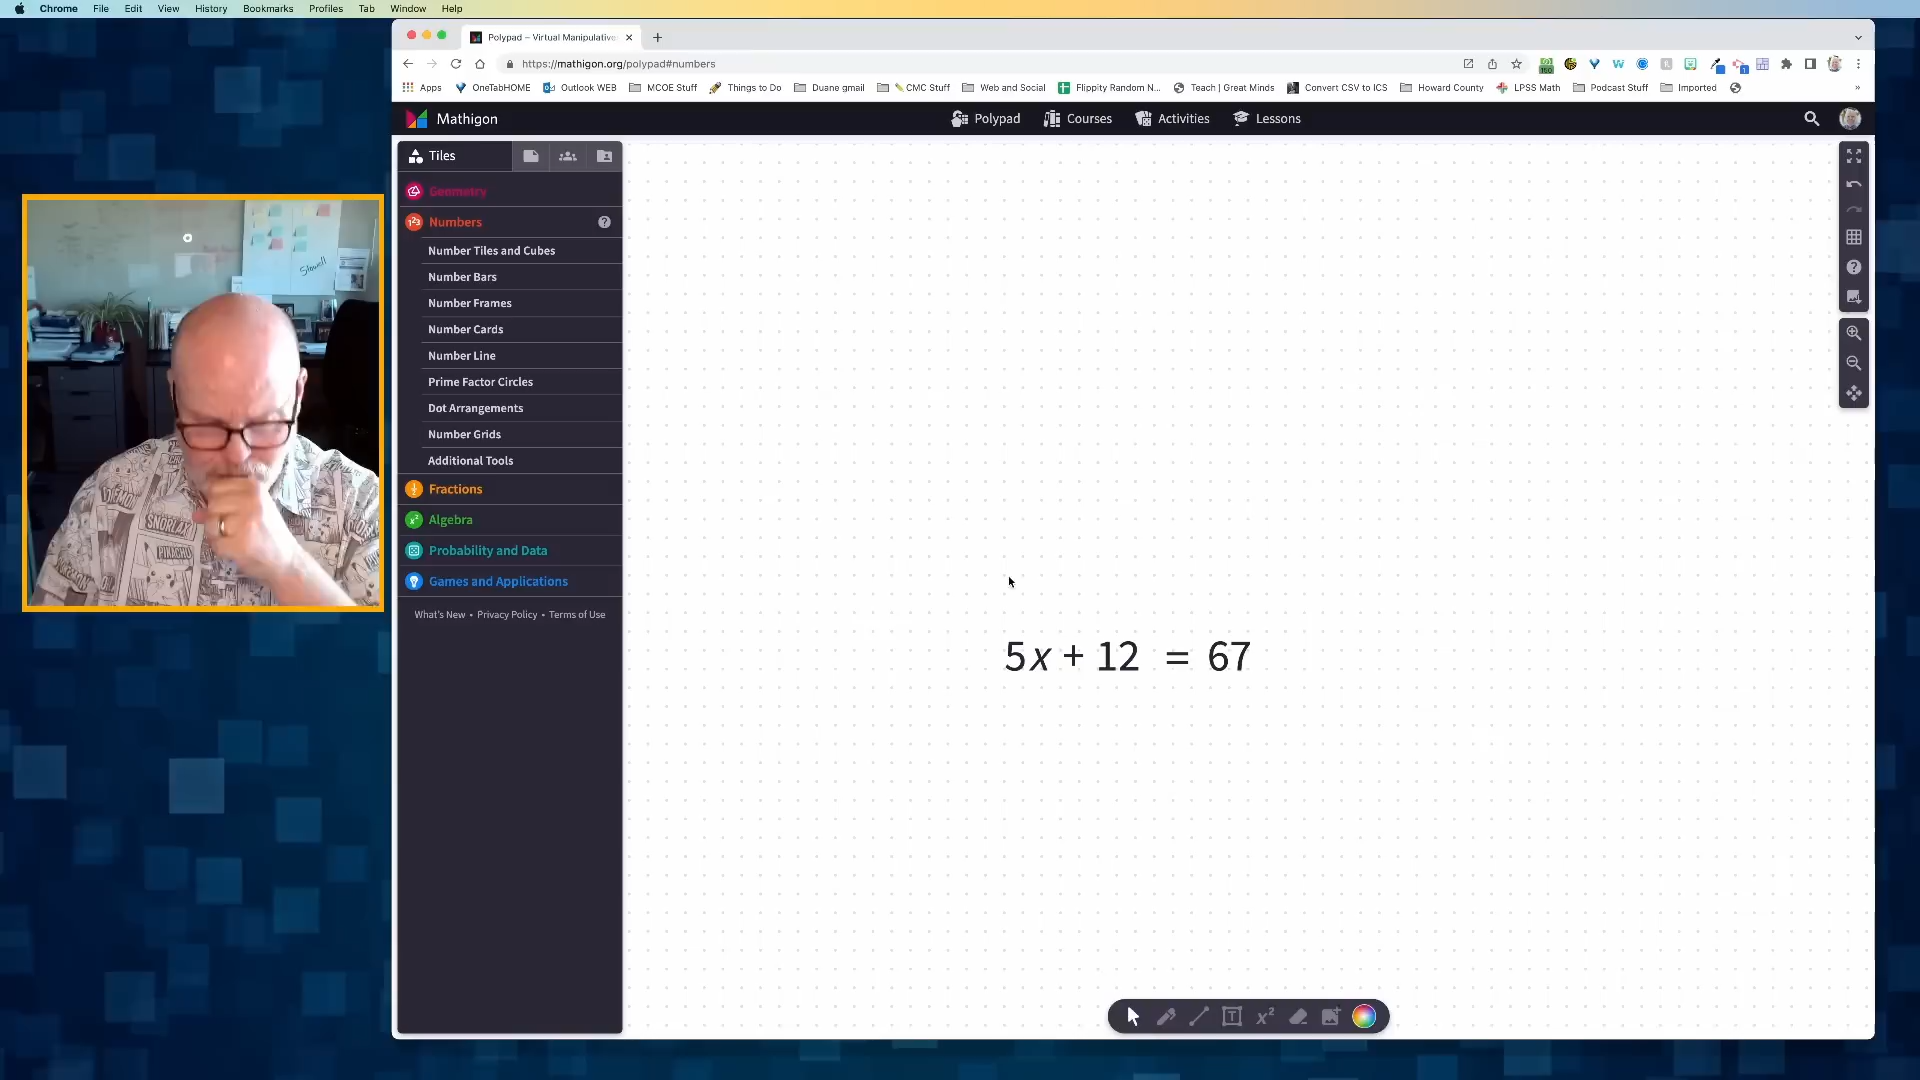 Chrome File Edit View History Bookmarks Profiles Tab Window Help
Polypad – Virtual Manipulative
https://mathigon.org/polypad#numbers
Apps OneTabHOME Outlook WEB MCOE Stuff Things to Do Duane gmail CMC Stuff Web and Social Flippity Random N... Teach | Great Minds Convert CSV to ICS Howard County LPSS Math Podcast Stuff Imported »
Mathigon Polypad Courses Activities Lessons
Tiles
Geometry
Numbers
Number Tiles and Cubes
Number Bars
Number Frames
Number Cards
Number Line
Prime Factor Circles
Dot Arrangements
Number Grids
Additional Tools
Fractions
Algebra
Probability and Data
Games and Applications
What's New • Privacy Policy • Terms of Use
5x + 12 = 67
Stowell
SNORLAX
PIKACHU